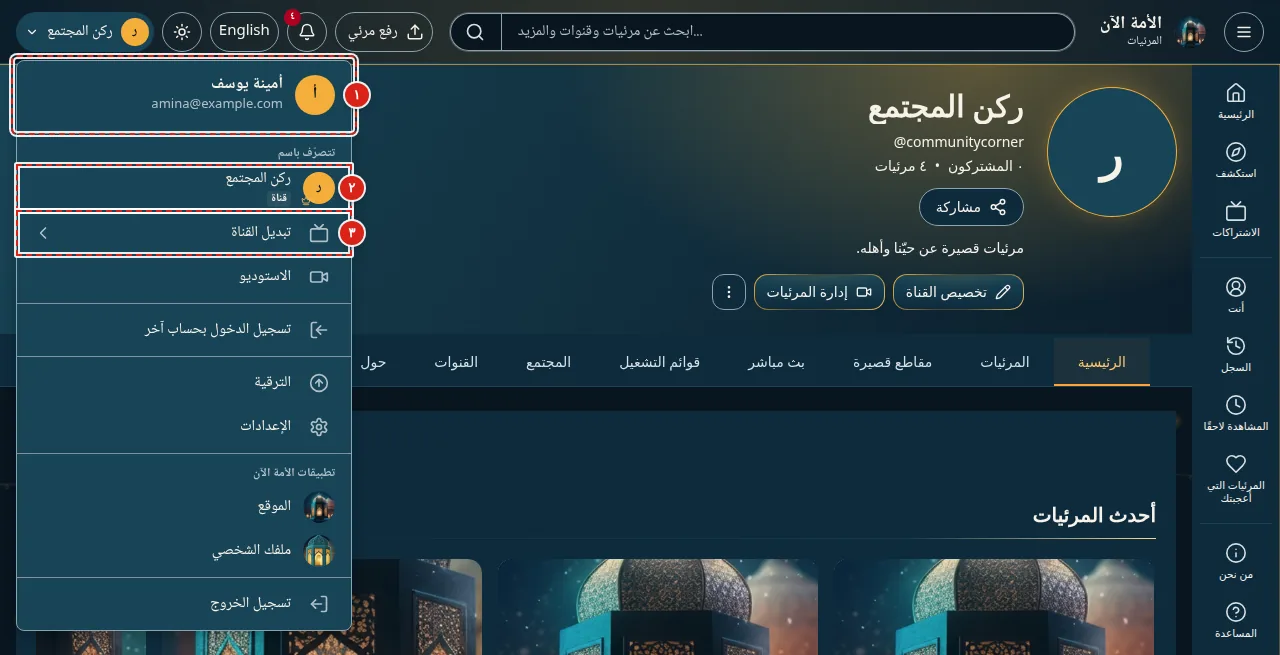 الأمة الآن
المرئيات
ابحث عن مرئيات وقنوات والمزيد...
رفع مرئي
٤
English
ر
ركن المجتمع
أ
أمينة يوسف
amina@example.com
١
تتصرّف باسم
ر
ركن المجتمع
قناة
٢
تبديل القناة
٣
الاستوديو
تسجيل الدخول بحساب آخر
الترقية
الإعدادات
تطبيقات الأمة الآن
الموقع
ملفك الشخصي
تسجيل الخروج
ر
ركن المجتمع
@communitycorner
٠ المشتركون • ٤ مرئيات
مشاركة
مرئيات قصيرة عن حيّنا وأهله.
تخصيص القناة
إدارة المرئيات
الرئيسية
المرئيات
مقاطع قصيرة
بث مباشر
قوائم التشغيل
المجتمع
القنوات
حول
أحدث المرئيات
الرئيسية
استكشف
الاشتراكات
أنت
السجل
المشاهدة لاحقًا
المرئيات التي
أعجبتك
من نحن
المساعدة